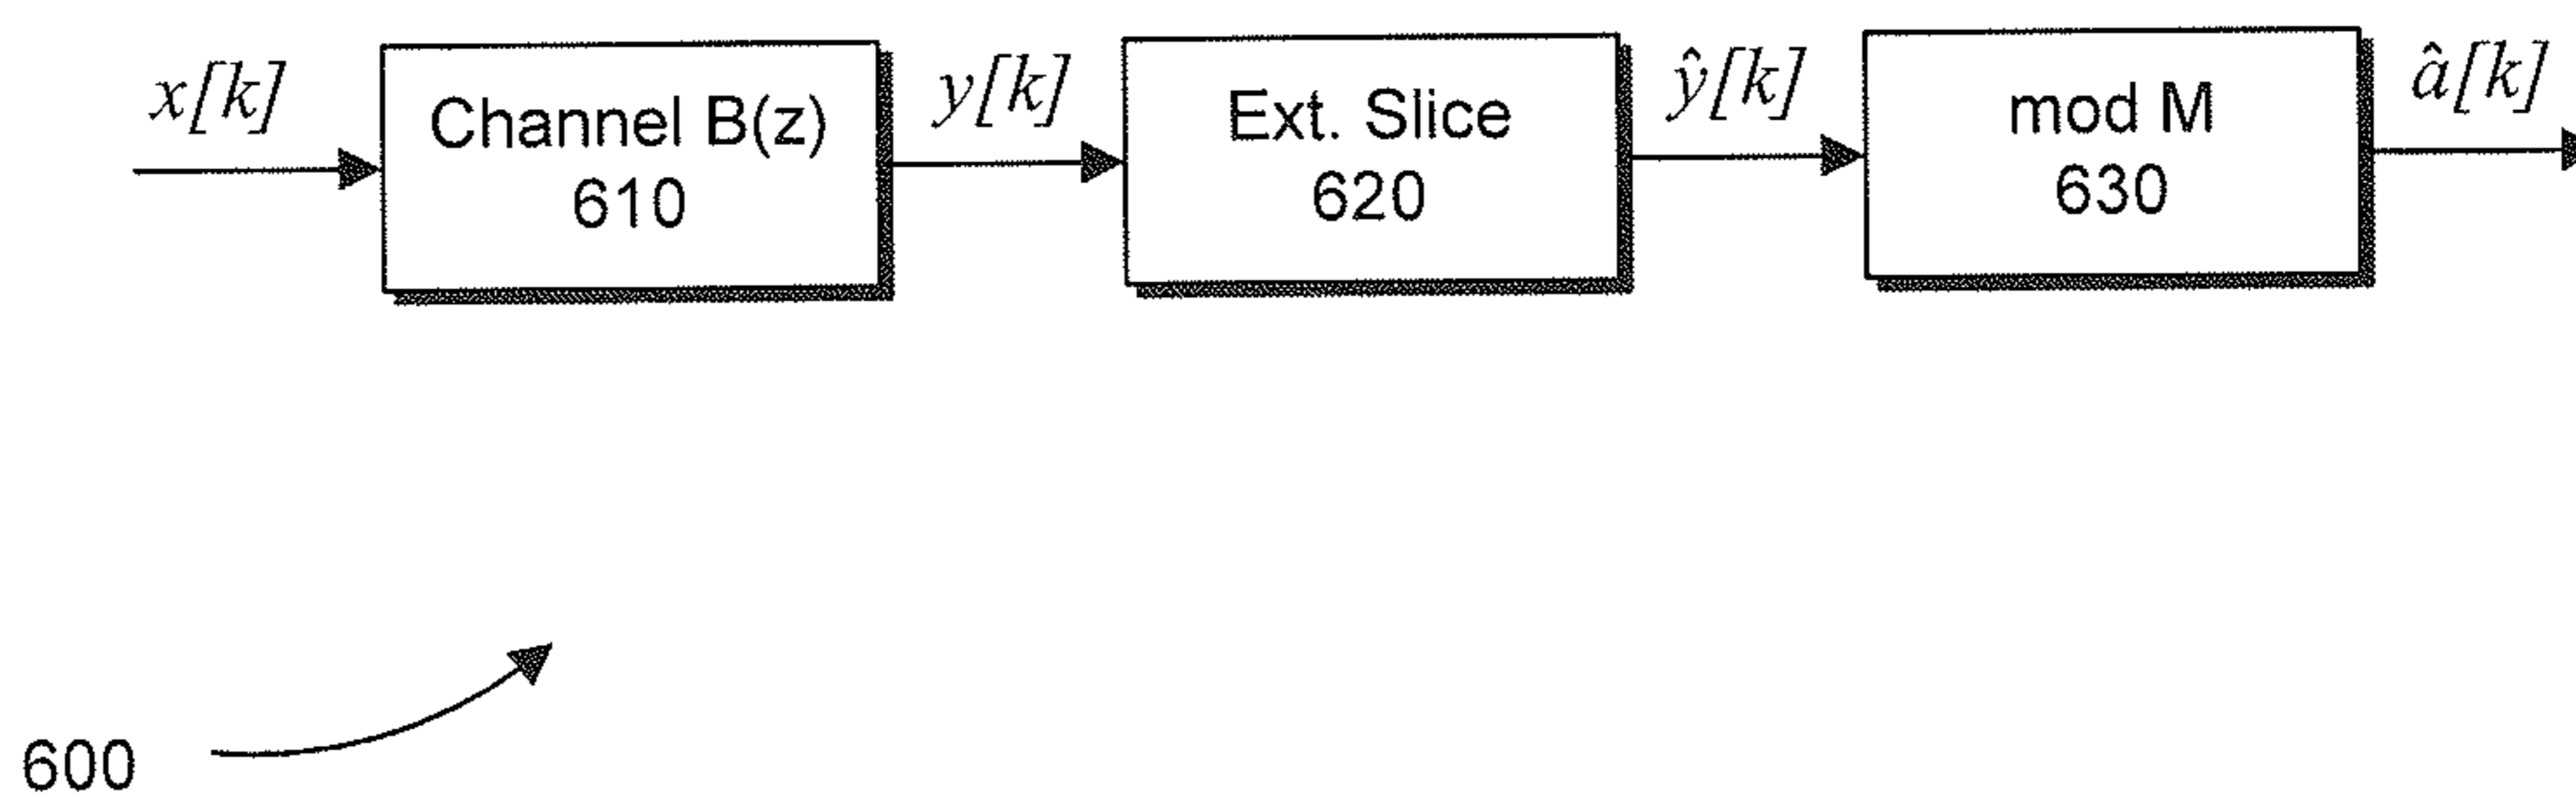 x[k]
Channel B(z)
610
y[k]
Ext. Slice
620
ŷ[k]
mod M
630
â[k]
600